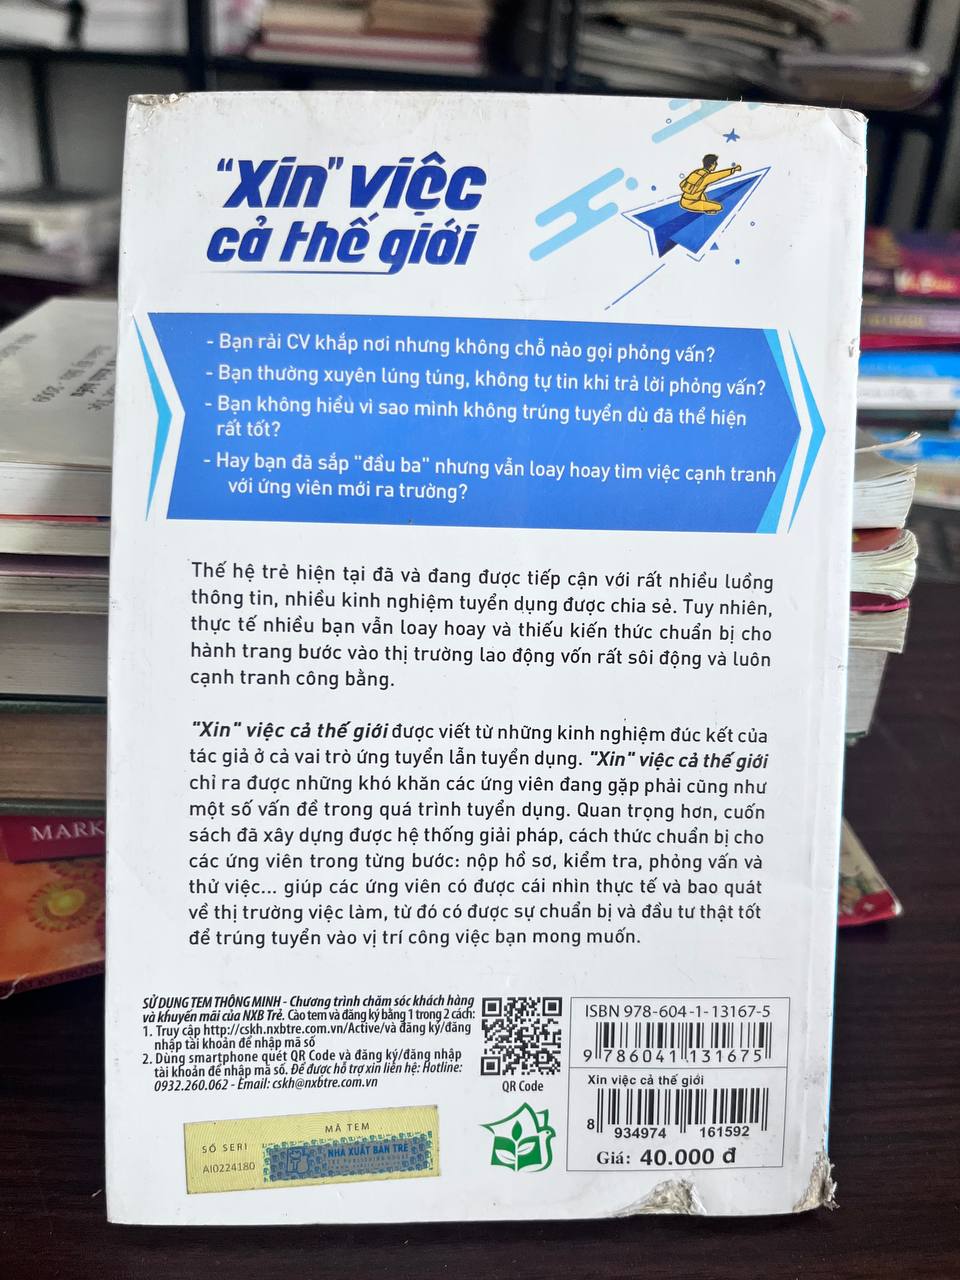 "Xin" việc
cả thế giới
- Bạn rải CV khắp nơi nhưng không chỗ nào gọi phỏng vấn?
- Bạn thường xuyên lúng túng, không tự tin khi trả lời phỏng vấn?
- Bạn không hiểu vì sao mình không trúng tuyển dù đã thể hiện
rất tốt?
- Hay bạn đã sắp "đầu ba" nhưng vẫn loay hoay tìm việc cạnh tranh
với ứng viên mới ra trường?
Thế hệ trẻ hiện tại đã và đang được tiếp cận với rất nhiều luồng
thông tin, nhiều kinh nghiệm tuyển dụng được chia sẻ. Tuy nhiên,
thực tế nhiều bạn vẫn loay hoay và thiếu kiến thức chuẩn bị cho
hành trang bước vào thị trường lao động vốn rất sôi động và luôn
cạnh tranh công bằng.
"Xin" việc cả thế giới được viết từ những kinh nghiệm đúc kết của
tác giả ở cả vai trò ứng tuyển lẫn tuyển dụng. "Xin" việc cả thế giới
chỉ ra được những khó khăn các ứng viên đang gặp phải cũng như
một số vấn đề trong quá trình tuyển dụng. Quan trọng hơn, cuốn
sách đã xây dựng được hệ thống giải pháp, cách thức chuẩn bị cho
các ứng viên trong từng bước: nộp hồ sơ, kiểm tra, phỏng vấn và
thử việc... giúp các ứng viên có được cái nhìn thực tế và bao quát
về thị trường việc làm, từ đó có được sự chuẩn bị và đầu tư thật tốt
để trúng tuyển vào vị trí công việc bạn mong muốn.
SỬ DỤNG TEM THÔNG MINH - Chương trình chăm sóc khách hàng
và khuyến mãi của NXB Trẻ. Cào tem và đăng ký bằng 1 trong 2 cách:
1. Truy cập http://cskh.nxbtre.com.vn/Active/và đăng ký/đăng
nhập tài khoản để nhập mã số
2. Dùng smartphone quét QR Code và đăng ký/đăng nhập
tài khoản để nhập mã số. Để được hỗ trợ xin liên hệ: Hotline:
0932.260.062 - Email: cskh@nxbtre.com.vn
QR Code
ISBN 978-604-1-13167-5
9 786041 131675
Xin việc cả thế giới
8 934974 161592
Giá: 40.000 đ
MÃ TEM
SỐ SERI
AI0224180
NHÀ XUẤT BẢN TRẺ
MARK